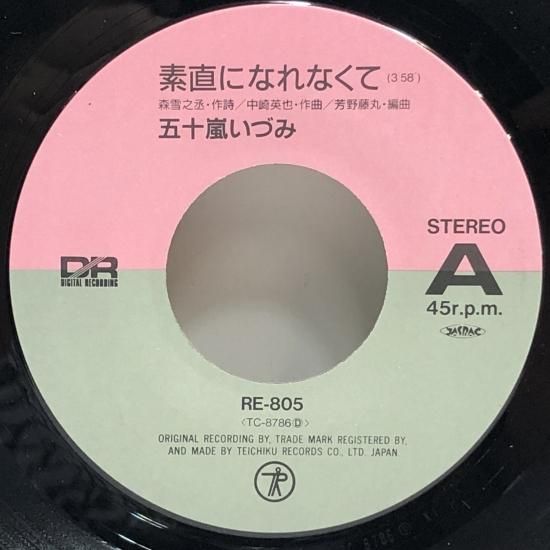 素直になれなくて (3′58″)
森雪之丞・作詩／中崎英也・作曲／芳野藤丸・編曲
五十嵐いづみ
STEREO
A
DR
DIGITAL RECORDING
45r.p.m.
JASRAC
RE-805
〈TC-8786Ⓓ〉
ORIGINAL RECORDING BY, TRADE MARK REGISTERED BY,
AND MADE BY TEICHIKU RECORDS CO., LTD. JAPAN